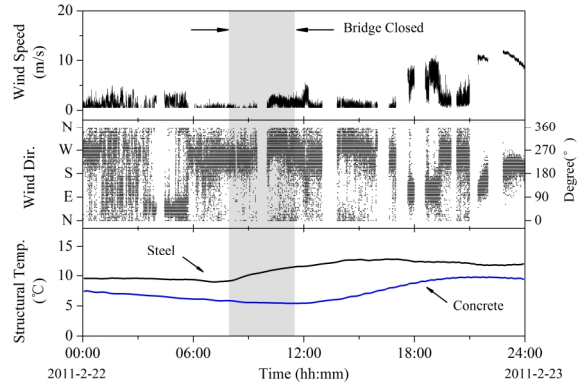 20
10
0
Wind Speed
(m/s)
Bridge Closed
N
W
S
E
N
Wind Dir.
360
270
180
90
0
Degree(°)
15
10
5
0
Structural Temp.
(℃)
Steel
Concrete
00:00 06:00 12:00 18:00 24:00
2011-2-22 Time (hh:mm) 2011-2-23